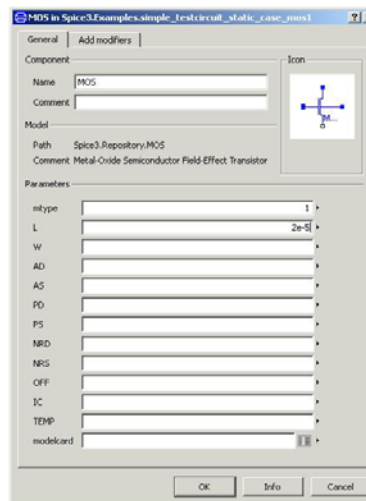 MOS in Spice3.Examples.simple_testcircuit_static_case_mos1
General Add modifiers
Component
Icon
Name MOS
Comment
M...
Model
Path Spice3.Repository.MOS
Comment Metal-Oxide Semiconductor Field-Effect Transistor
Parameters
mtype 1
L 2e-5
W
AD
AS
PD
PS
NRD
NRS
OFF
IC
TEMP
modelcard
OK Info Cancel